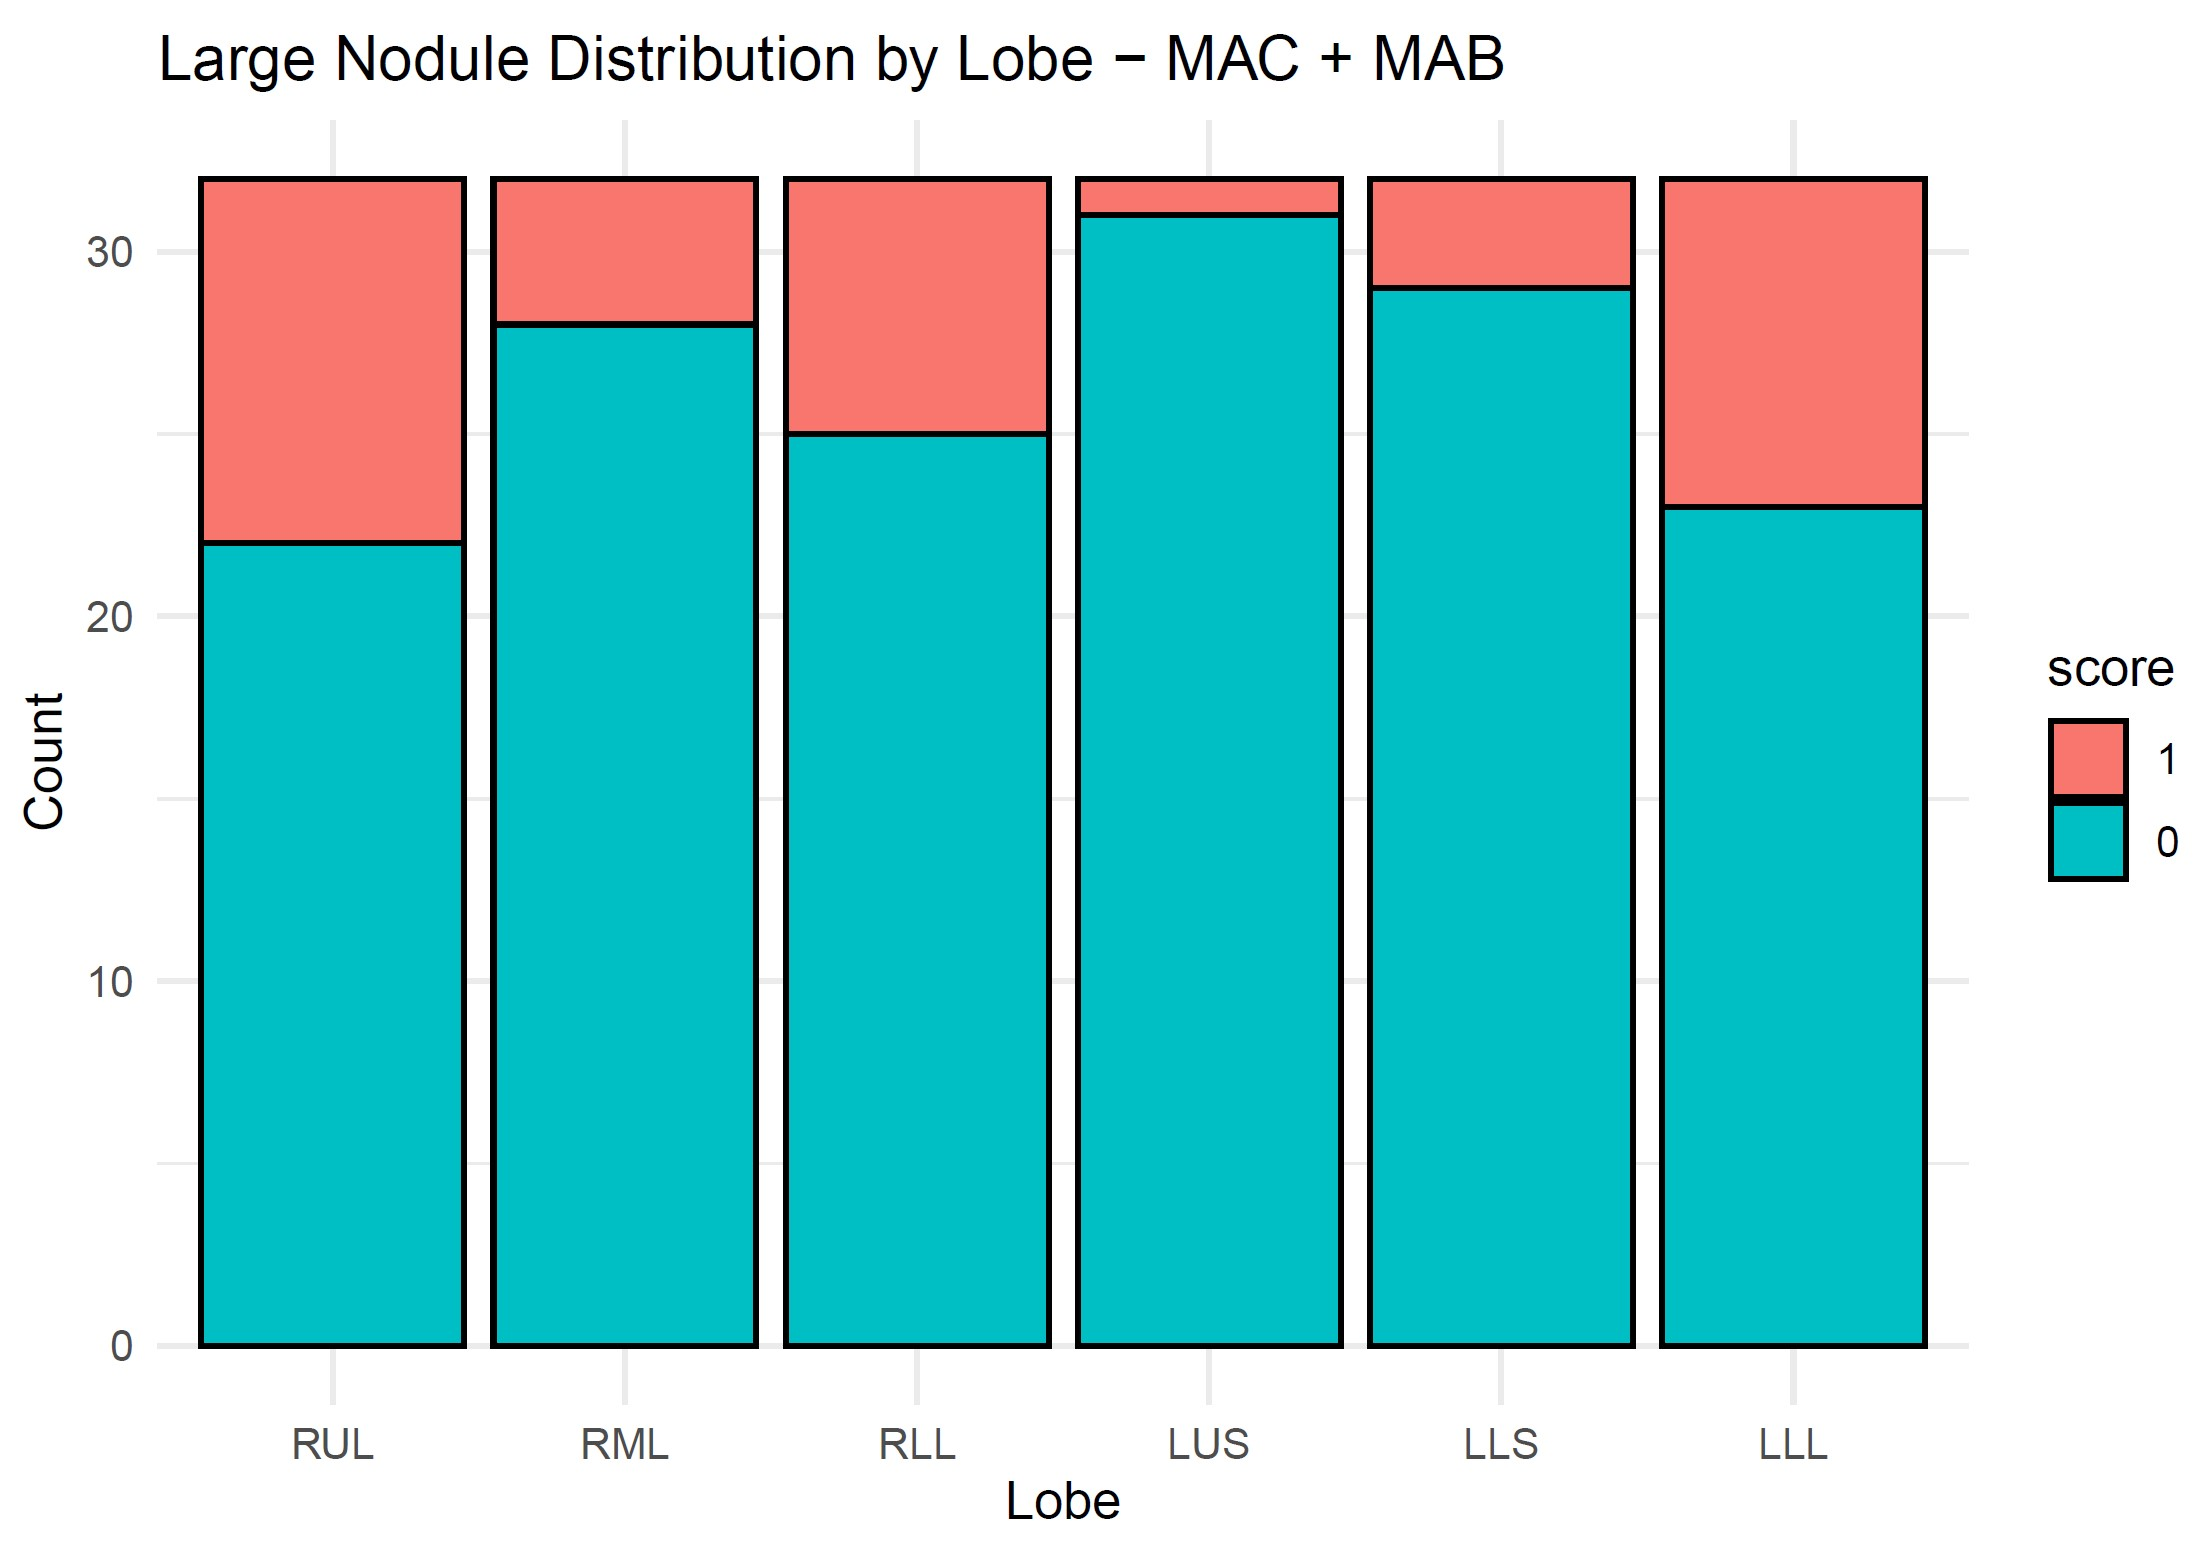 Large Nodule Distribution by Lobe − MAC + MAB
30
20
10
0
Count
RUL RML RLL LUS LLS LLL
Lobe
score
1
0